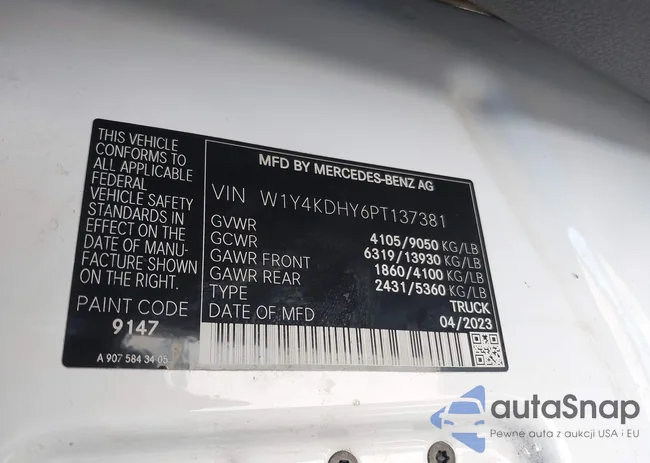 THIS VEHICLE
CONFORMS TO
ALL APPLICABLE
FEDERAL
VEHICLE SAFETY
STANDARDS IN
EFFECT ON THE
DATE OF MANU-
FACTURE SHOWN
ON THE RIGHT.
PAINT CODE
9147
A 907 584 34 05
MFD BY MERCEDES-BENZ AG
VIN W1Y4KDHY6PT137381
GVWR 4105/9050 KG/LB
GCWR 6319/13930 KG/LB
GAWR FRONT 1860/4100 KG/LB
GAWR REAR 2431/5360 KG/LB
TYPE TRUCK
DATE OF MFD 04/2023
autaSnap
Pewne auta z aukcji USA i EU